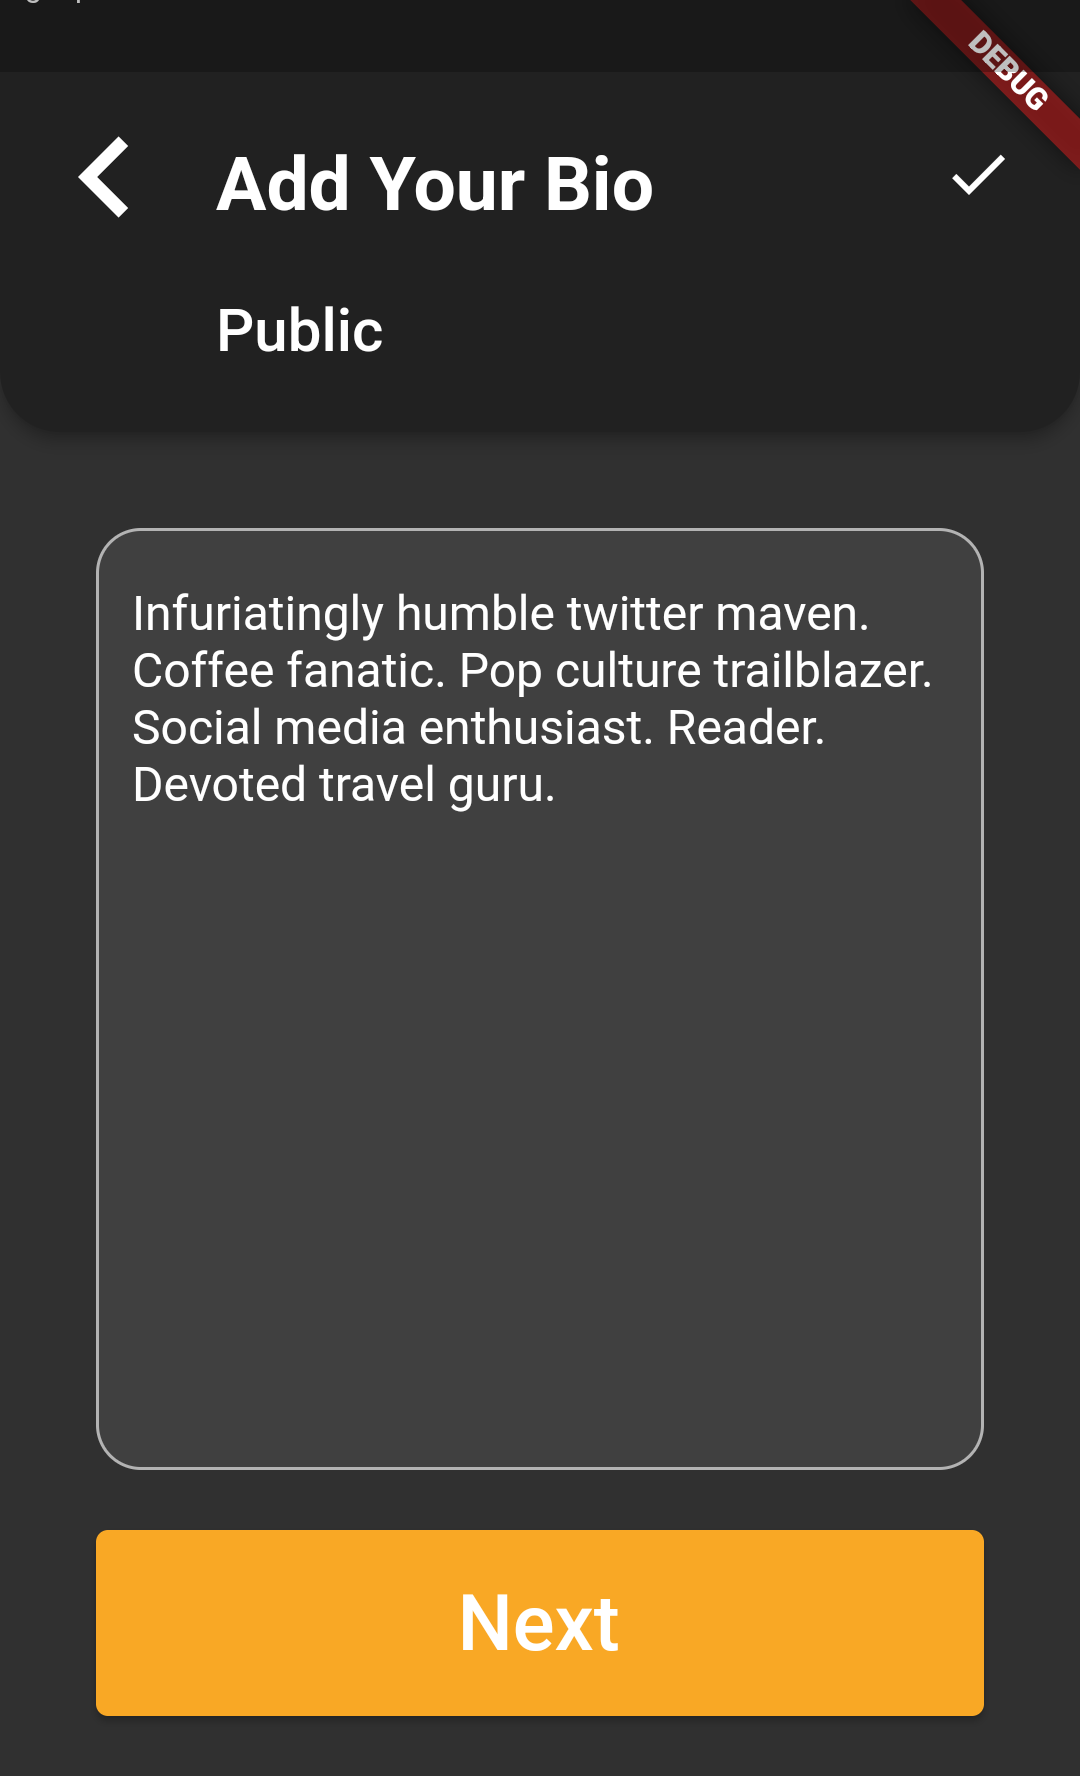 DEBUG
Add Your Bio
Public
Infuriatingly humble twitter maven.
Coffee fanatic. Pop culture trailblazer.
Social media enthusiast. Reader.
Devoted travel guru.
Next